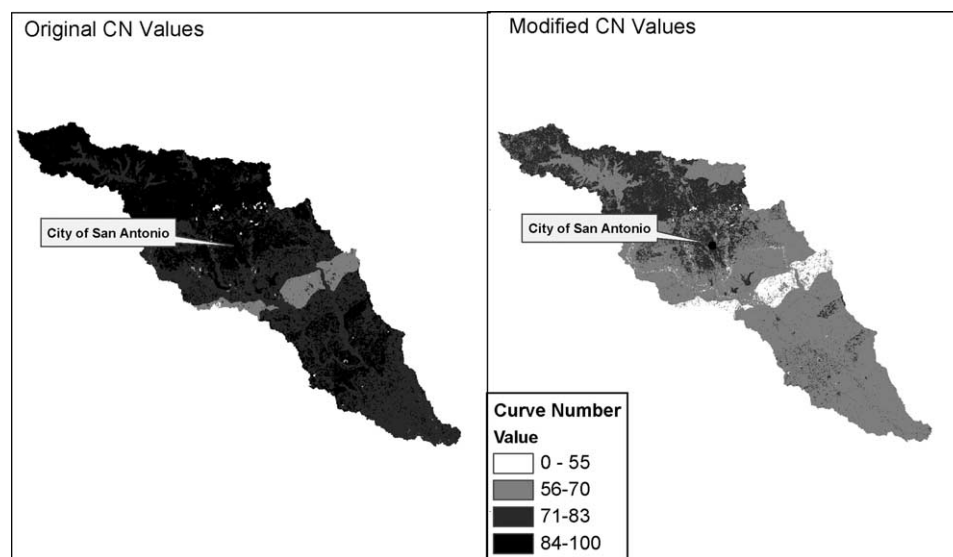 Original CN Values
Modified CN Values
City of San Antonio
City of San Antonio
Curve Number
Value
0 - 55
56-70
71-83
84-100